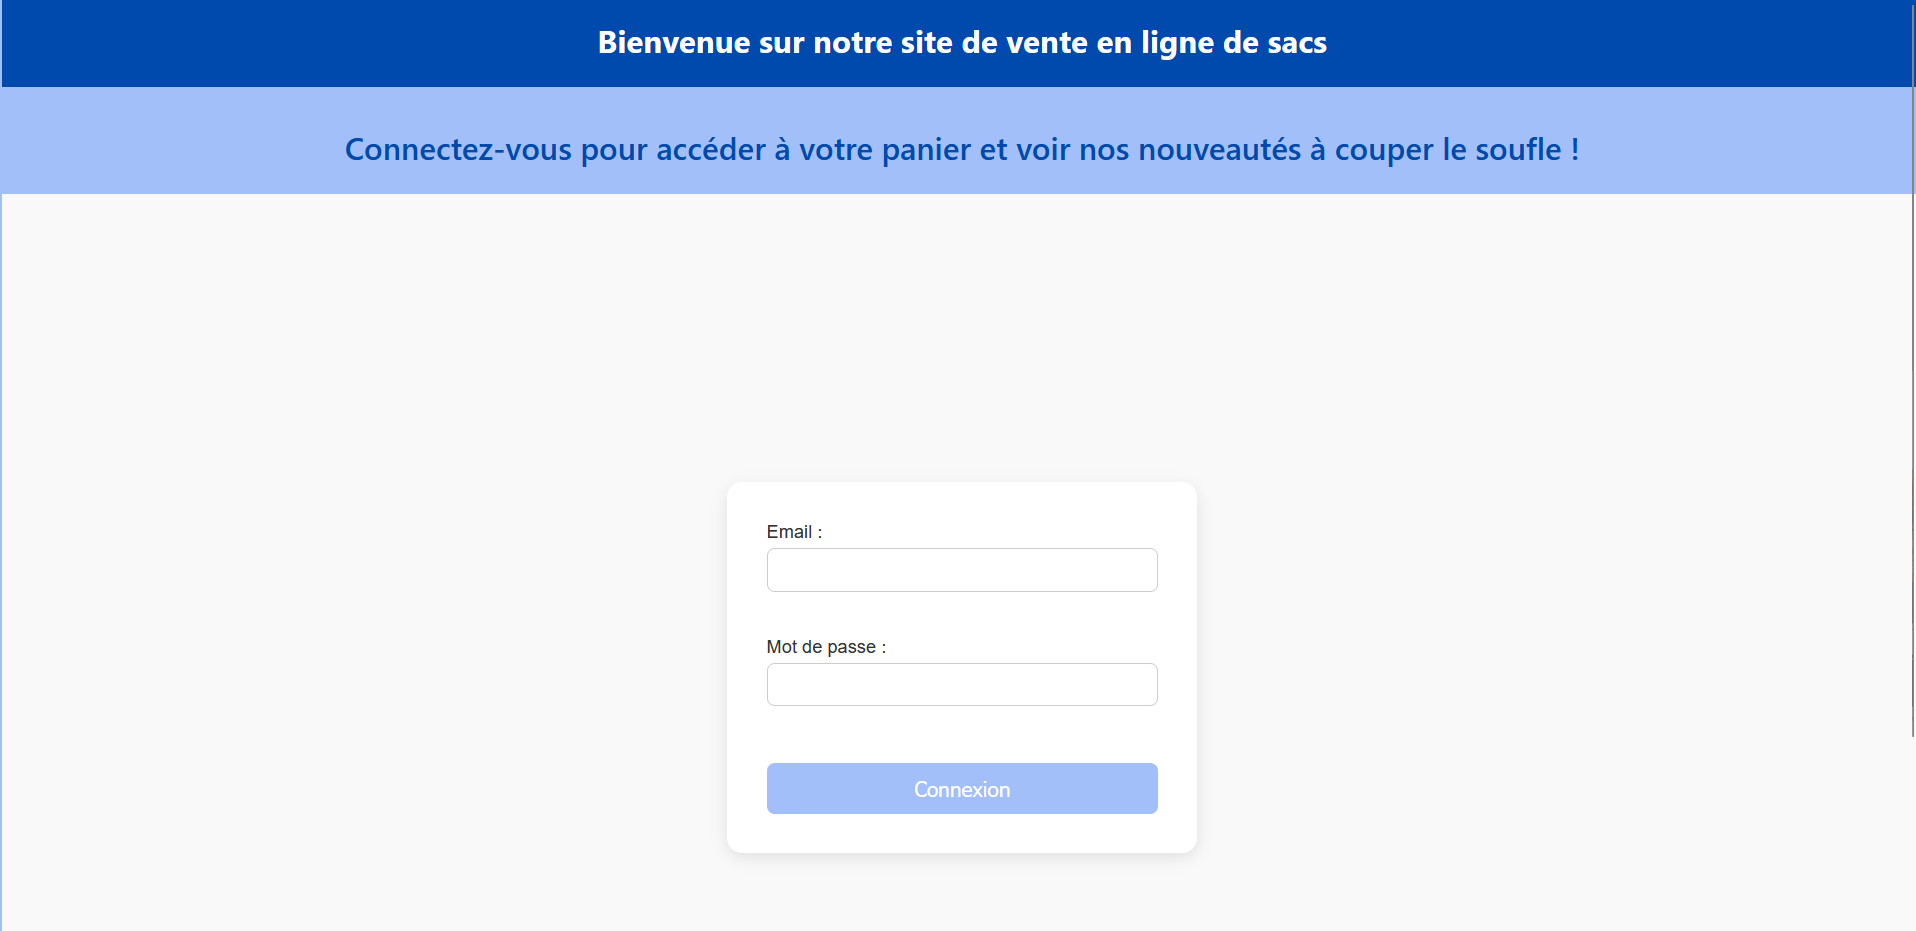 Bienvenue sur notre site de vente en ligne de sacs
Connectez-vous pour accéder à votre panier et voir nos nouveautés à couper le soufle !
Email :
Mot de passe :
Connexion